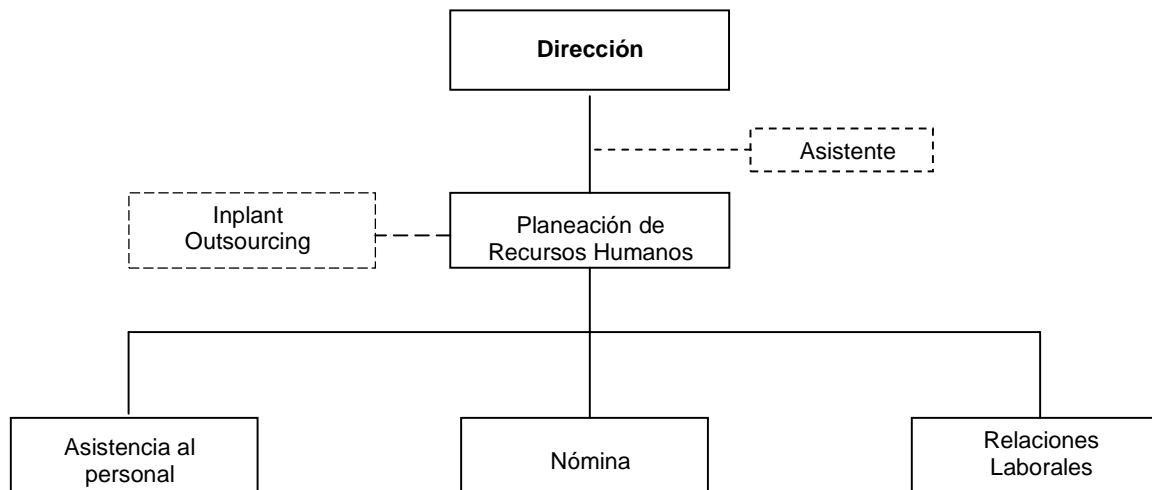 Dirección
Asistente
Inplant
Outsourcing
Planeación de
Recursos Humanos
Asistencia al
personal
Nómina
Relaciones
Laborales